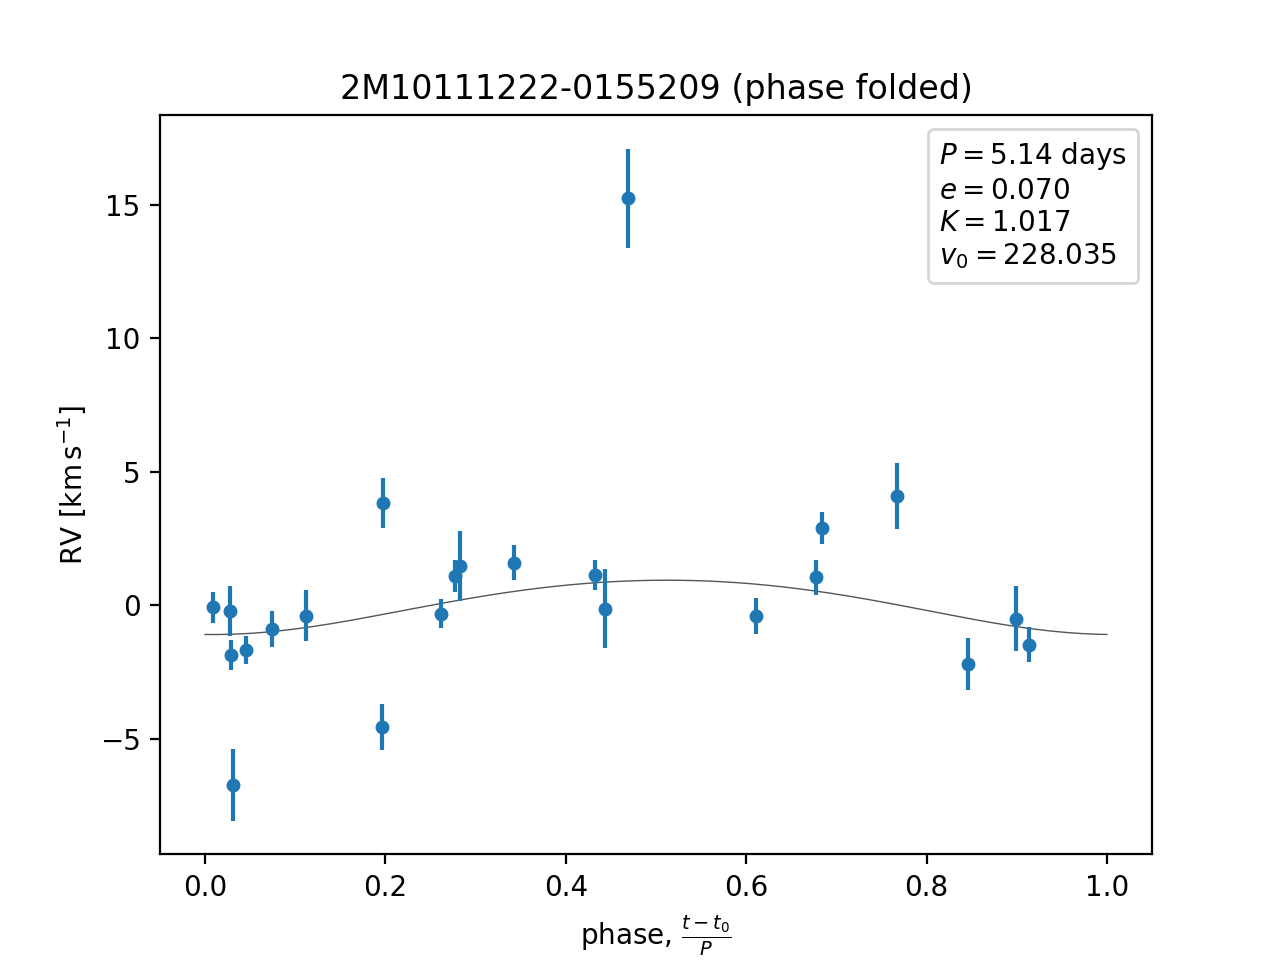 2M10111222-0155209 (phase folded)
P = 5.14 days
e = 0.070
K = 1.017
v₀ = 228.035
15
10
5
0
−5
RV [km s⁻¹]
0.0 0.2 0.4 0.6 0.8 1.0
phase, (t − t₀)/P